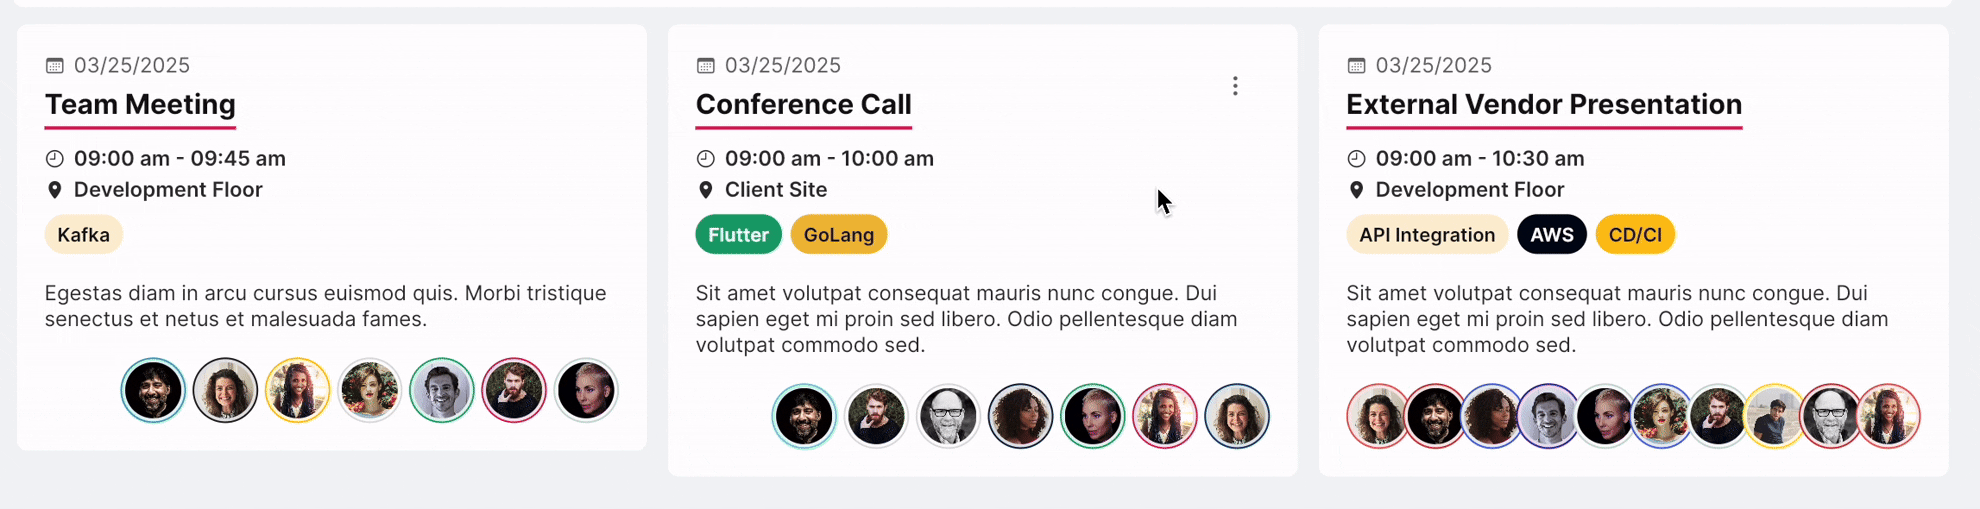 03/25/2025
Team Meeting
09:00 am - 09:45 am
Development Floor
Kafka
Egestas diam in arcu cursus euismod quis. Morbi tristique
senectus et netus et malesuada fames.
03/25/2025
Conference Call
09:00 am - 10:00 am
Client Site
Flutter GoLang
Sit amet volutpat consequat mauris nunc congue. Dui
sapien eget mi proin sed libero. Odio pellentesque diam
volutpat commodo sed.
03/25/2025
External Vendor Presentation
09:00 am - 10:30 am
Development Floor
API Integration AWS CD/CI
Sit amet volutpat consequat mauris nunc congue. Dui
sapien eget mi proin sed libero. Odio pellentesque diam
volutpat commodo sed.